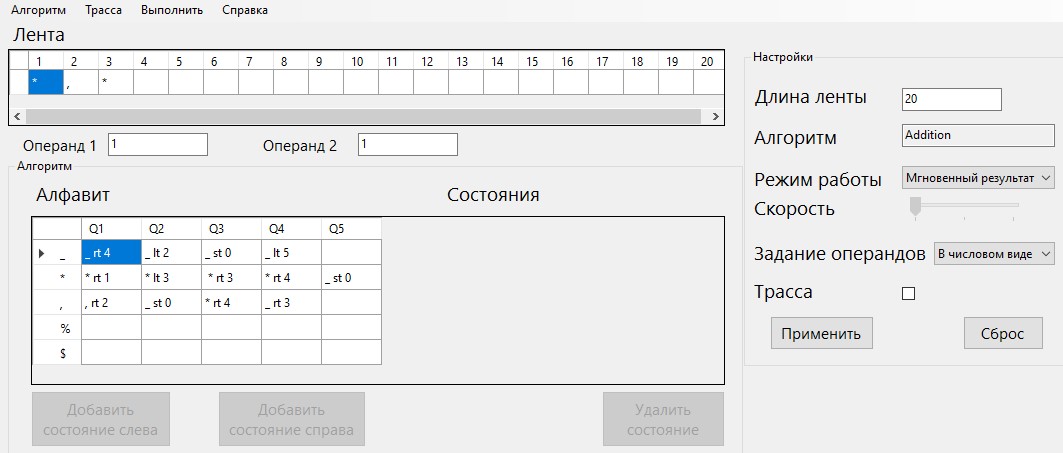 Алгоритм Трасса Выполнить Справка
Лента
1 2 3 4 5 6 7 8 9 10 11 12 13 14 15 16 17 18 19 20
* , *
Операнд 1 1 Операнд 2 1
Алгоритм
Алфавит Состояния
Q1 Q2 Q3 Q4 Q5
_ _ rt 4 _ lt 2 _ st 0 _ lt 5
* * rt 1 * lt 3 * rt 3 * rt 4 _ st 0
, , rt 2 _ st 0 * rt 4 _ rt 3
%
$
Добавить
состояние слева
Добавить
состояние справа
Удалить
состояние
Настройки
Длина ленты 20
Алгоритм Addition
Режим работы Мгновенный результат
Скорость
Задание операндов В числовом виде
Трасса
Применить Сброс